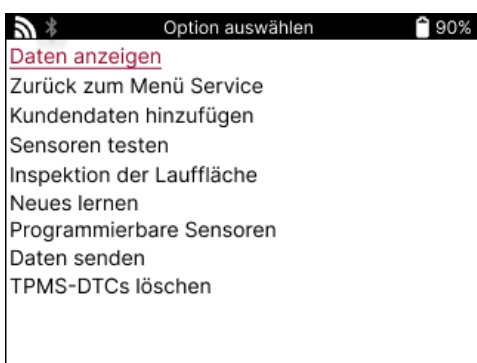 Option auswählen 90%
Daten anzeigen
Zurück zum Menü Service
Kundendaten hinzufügen
Sensoren testen
Inspektion der Lauffläche
Neues lernen
Programmierbare Sensoren
Daten senden
TPMS-DTCs löschen